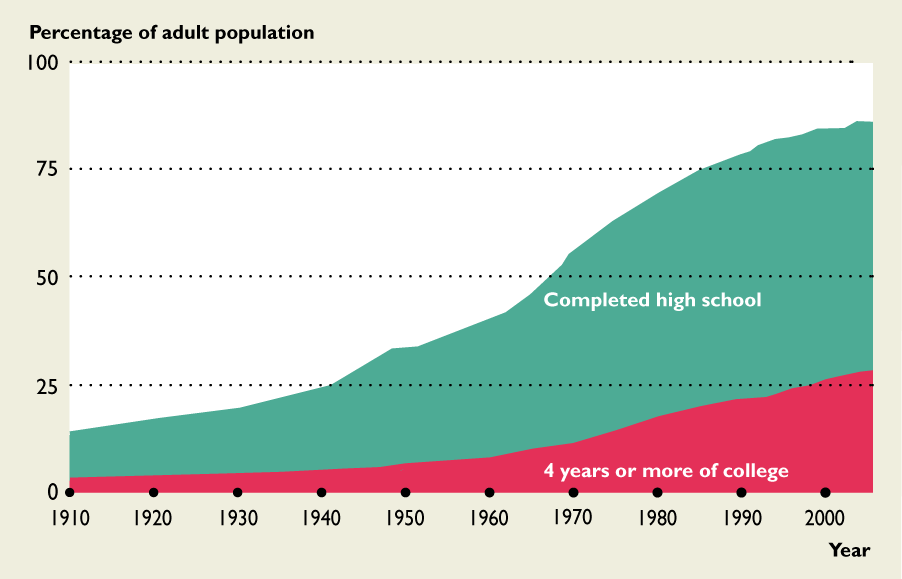 Percentage of adult population
100
75
50
Completed high school
25
4 years or more of college
0
1910 1920 1930 1940 1950 1960 1970 1980 1990 2000
Year